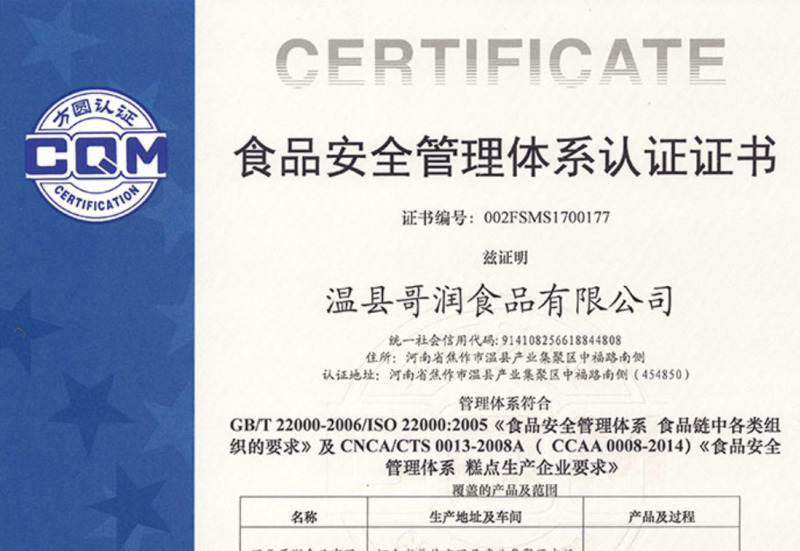 CERTIFICATE
方圆认证
CQM
CERTIFICATION
食品安全管理体系认证证书
证书编号：002FSMS1700177
兹证明
温县哥润食品有限公司
统一社会信用代码:914108256618844808
住所：河南省焦作市温县产业集聚区中福路南侧
认证地址：河南省焦作市温县产业集聚区中福路南侧（454850）
管理体系符合
GB/T 22000-2006/ISO 22000:2005《食品安全管理体系 食品链中各类组
织的要求》及 CNCA/CTS 0013-2008A（ CCAA 0008-2014）《食品安全
管理体系 糕点生产企业要求》
覆盖的产品及范围
名称 生产地址及车间 产品及过程